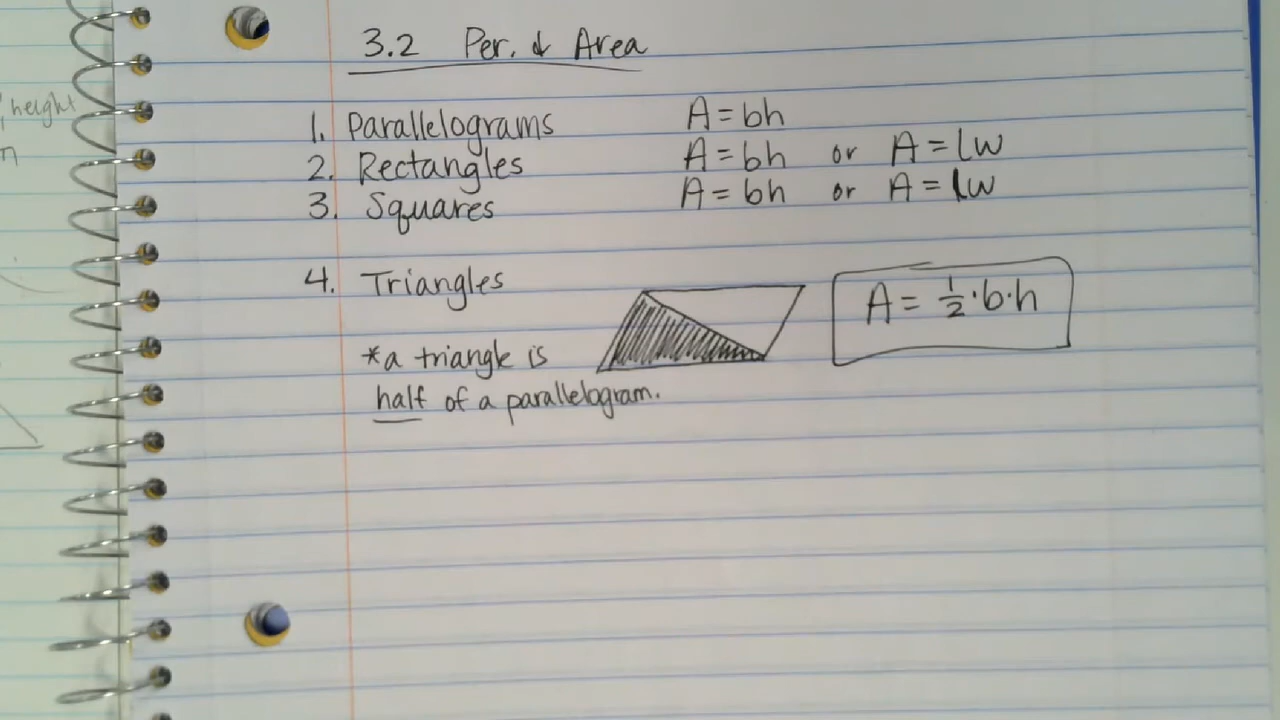 height
n
3.2 Per. & Area
1. Parallelograms A = bh
2. Rectangles A = bh or A = lw
3. Squares A = bh or A = lw
4. Triangles A = ½·b·h
*a triangle is
half of a parallelogram.